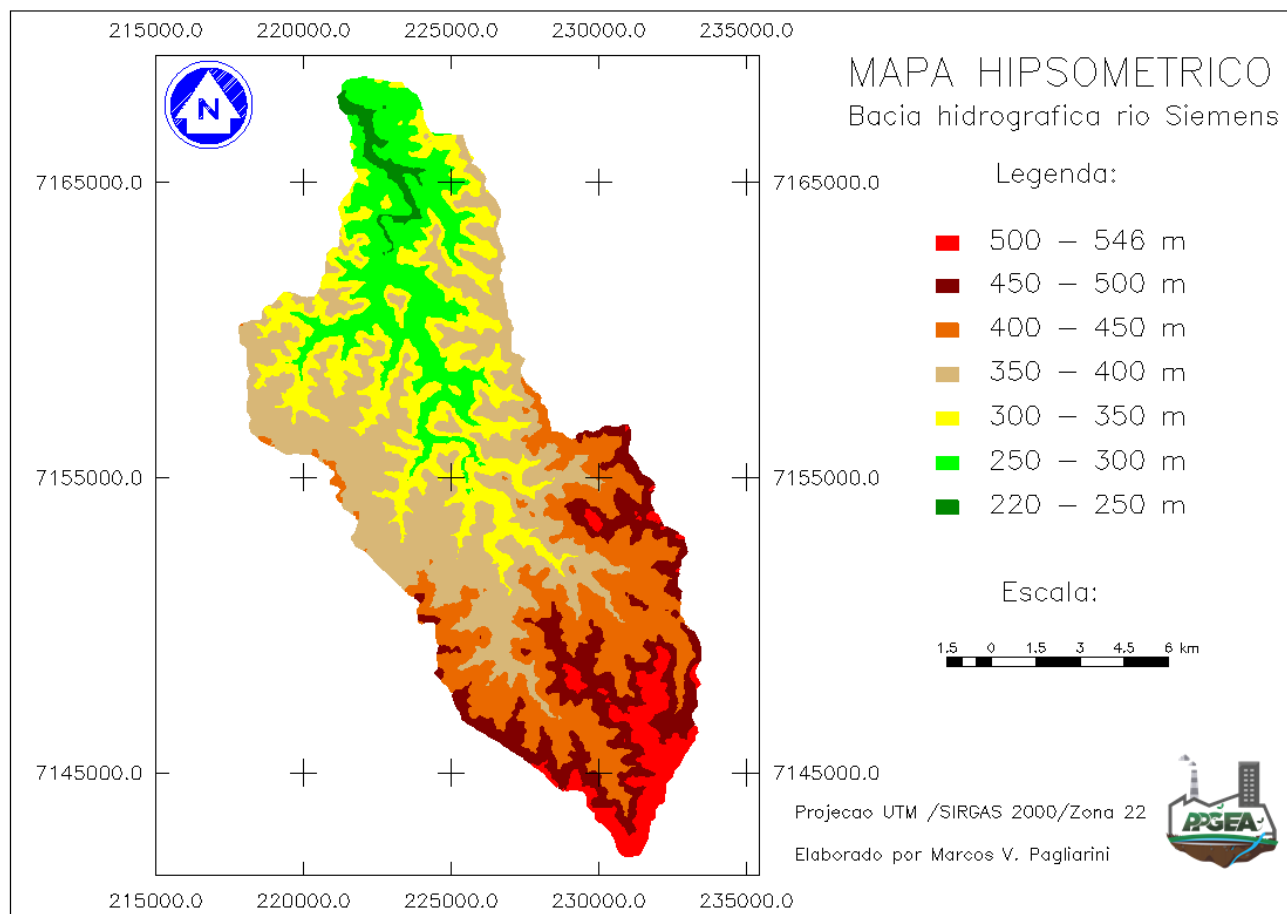 215000.0 220000.0 225000.0 230000.0 235000.0
MAPA HIPSOMETRICO
Bacia hidrografica rio Siemens
N
Legenda:
7165000.0 7165000.0
500 – 546 m
450 – 500 m
400 – 450 m
350 – 400 m
300 – 350 m
250 – 300 m
220 – 250 m
7155000.0 7155000.0
Escala:
1.5 0 1.5 3 4.5 6 km
7145000.0 7145000.0
Projecao UTM /SIRGAS 2000/Zona 22
Elaborado por Marcos V. Pagliarini
PPGEA
215000.0 220000.0 225000.0 230000.0 235000.0